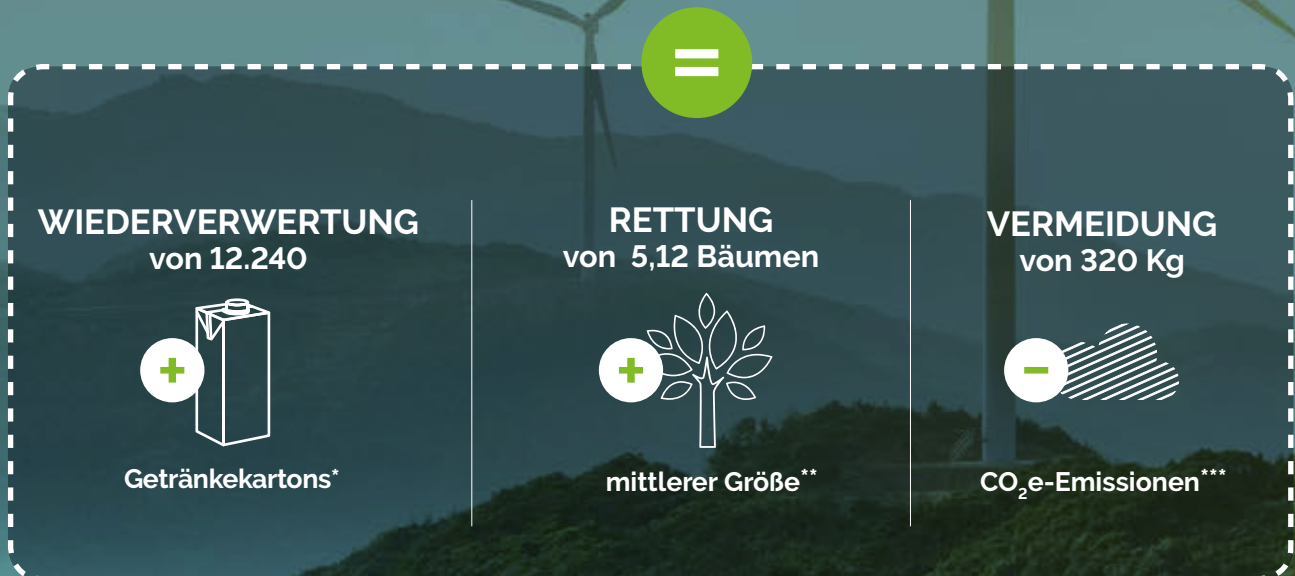 =
WIEDERVERWERTUNG
von 12.240
+
Getränkekartons*
RETTUNG
von 5,12 Bäumen
+
mittlerer Größe**
VERMEIDUNG
von 320 Kg
−
CO₂e-Emissionen***